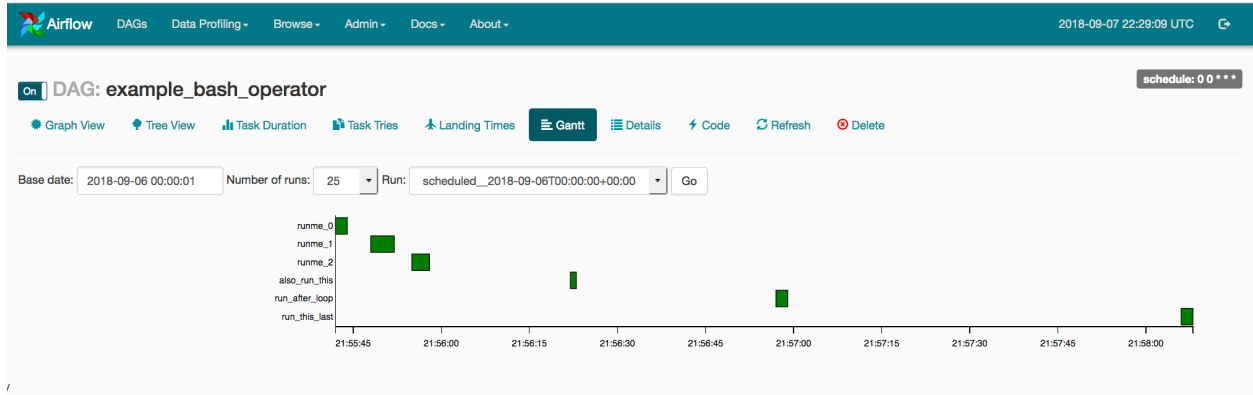 Airflow DAGs Data Profiling Browse Admin Docs About 2018-09-07 22:29:09 UTC
schedule: 0 0 * * *
On DAG: example_bash_operator
Graph View Tree View Task Duration Task Tries Landing Times Gantt Details Code Refresh Delete
Base date: 2018-09-06 00:00:01 Number of runs: 25 Run: scheduled__2018-09-06T00:00:00+00:00 Go
runme_0
runme_1
runme_2
also_run_this
run_after_loop
run_this_last
21:55:45 21:56:00 21:56:15 21:56:30 21:56:45 21:57:00 21:57:15 21:57:30 21:57:45 21:58:00
/